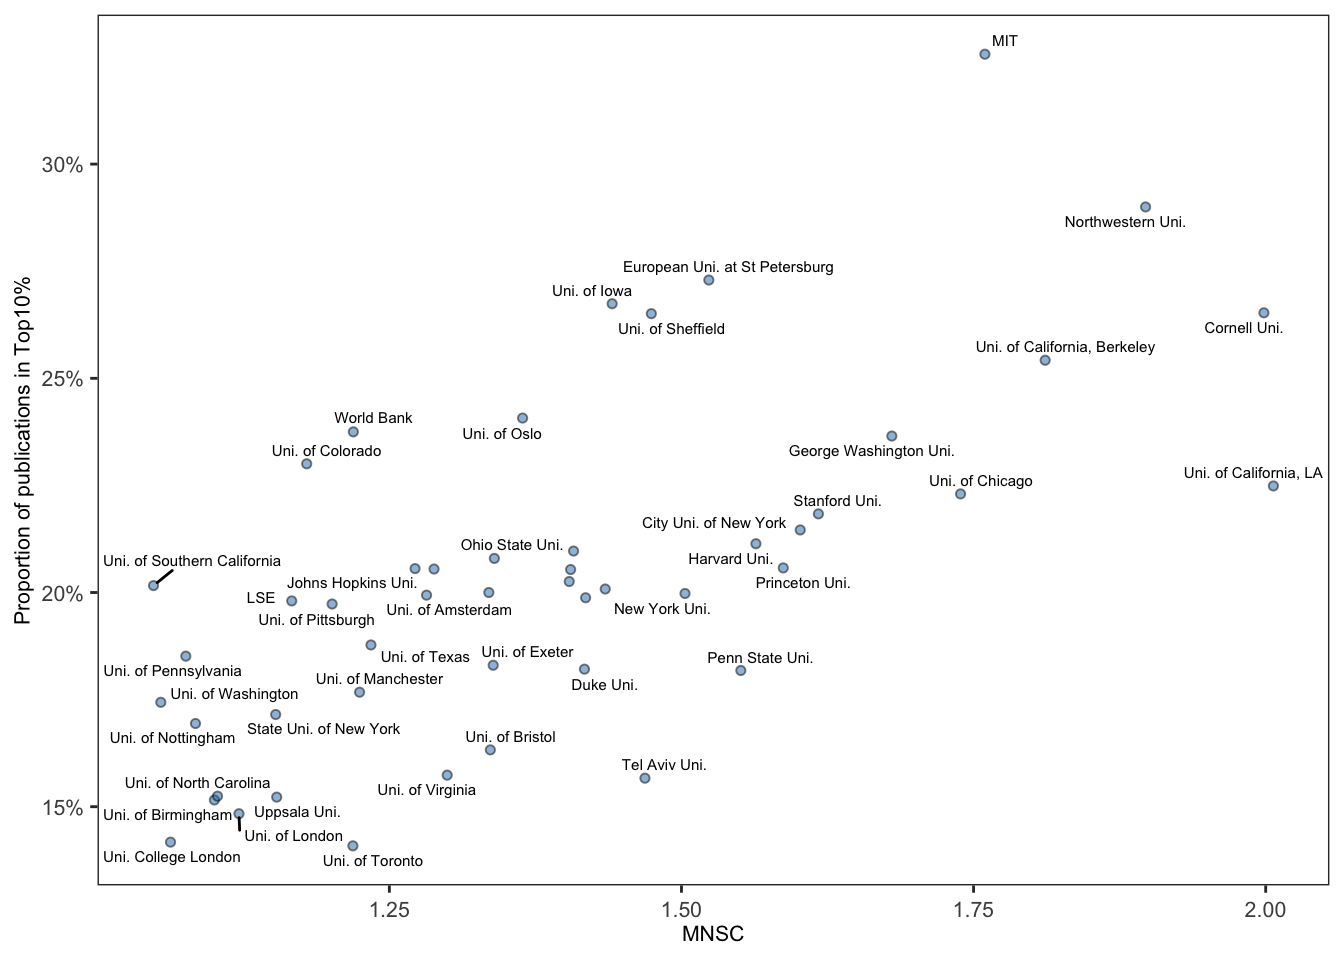 MIT
30%
Northwestern Uni.
European Uni. at St Petersburg
Uni. of Iowa
Uni. of Sheffield
Cornell Uni.
Uni. of California, Berkeley
25%
World Bank
Uni. of Oslo
Uni. of Colorado
George Washington Uni.
Uni. of California, LA
Uni. of Chicago
Stanford Uni.
City Uni. of New York
Ohio State Uni.
Harvard Uni.
Uni. of Southern California
Johns Hopkins Uni.
Princeton Uni.
20%
LSE
Uni. of Amsterdam
New York Uni.
Uni. of Pittsburgh
Uni. of Exeter
Uni. of Texas
Penn State Uni.
Uni. of Pennsylvania
Uni. of Manchester
Duke Uni.
Uni. of Washington
State Uni. of New York
Uni. of Nottingham
Uni. of Bristol
Tel Aviv Uni.
Uni. of North Carolina
Uni. of Virginia
15%
Uni. of Birmingham
Uppsala Uni.
Uni. of London
Uni. College London
Uni. of Toronto
Proportion of publications in Top10%
1.25
1.50
1.75
2.00
MNSC